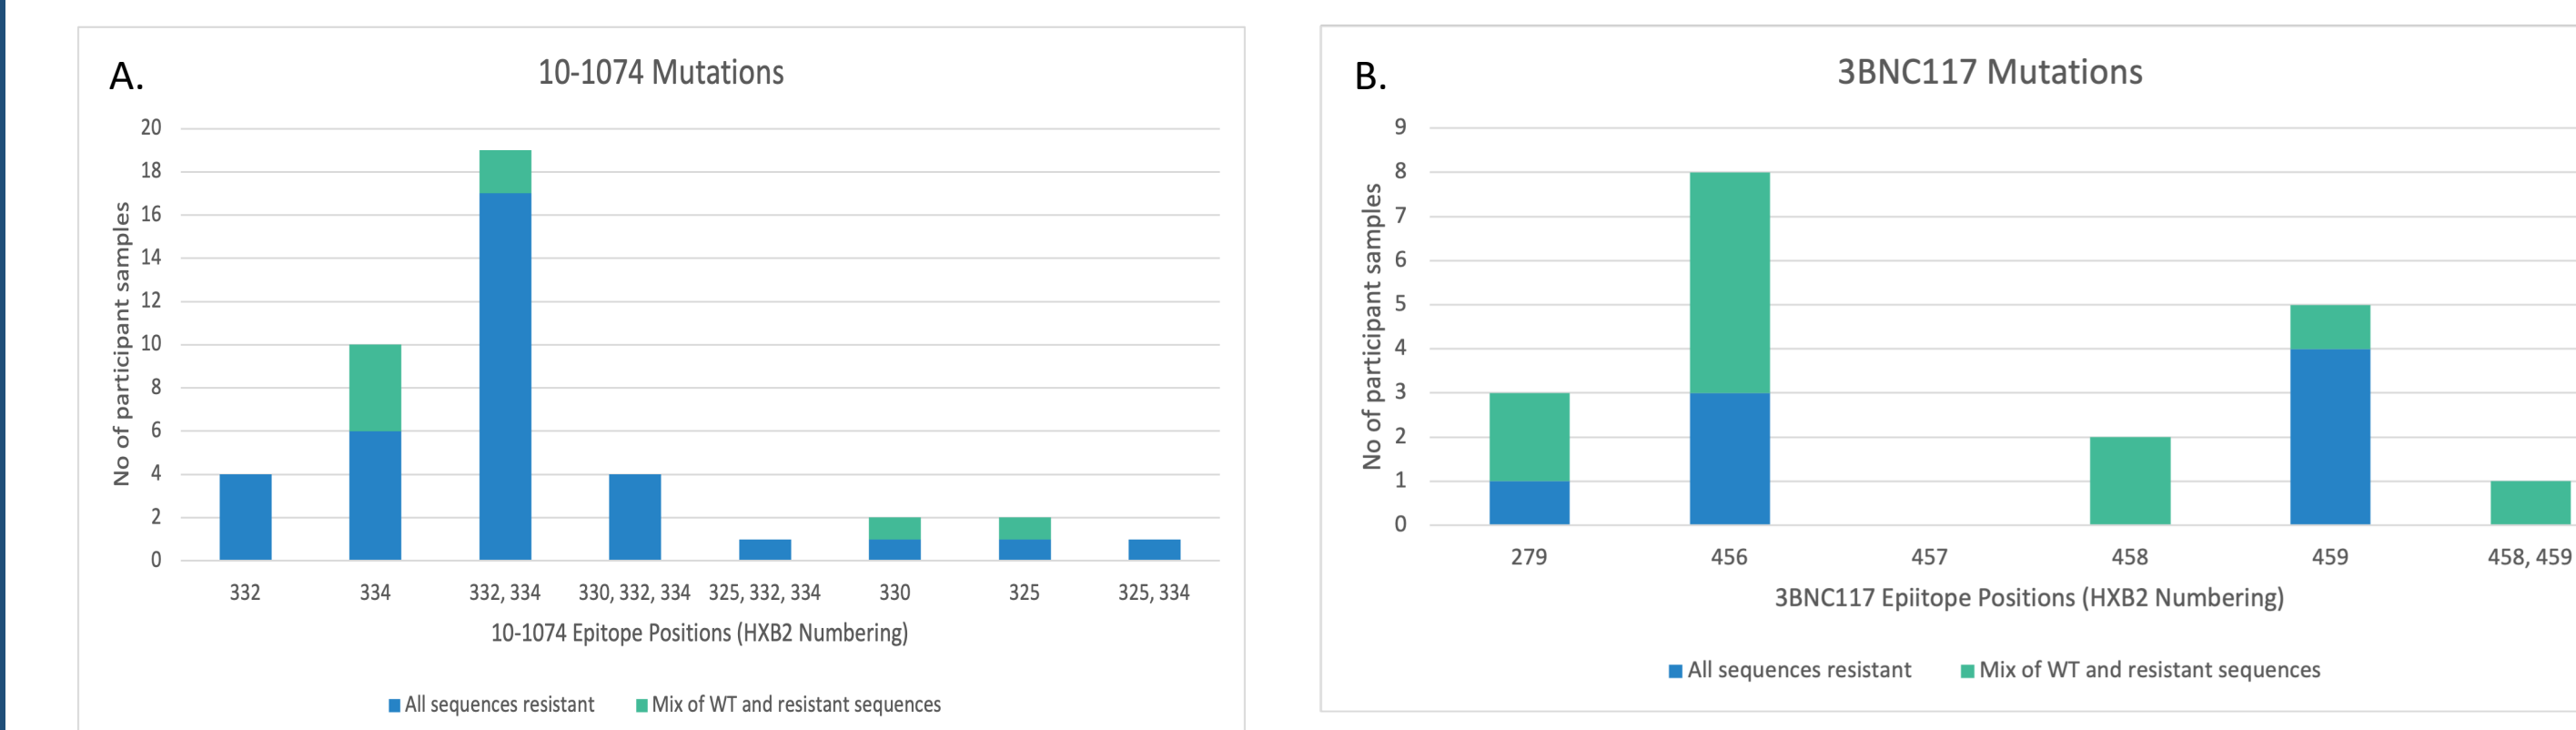 A.
10-1074 Mutations
No of participant samples
20
18
16
14
12
10
8
6
4
2
0
332
334
332, 334
330, 332, 334
325, 332, 334
330
325
325, 334
10-1074 Epitope Positions (HXB2 Numbering)
All sequences resistant
Mix of WT and resistant sequences
B.
3BNC117 Mutations
No of participant samples
9
8
7
6
5
4
3
2
1
0
279
456
457
458
459
458, 459
3BNC117 Epiitope Positions (HXB2 Numbering)
All sequences resistant
Mix of WT and resistant sequences